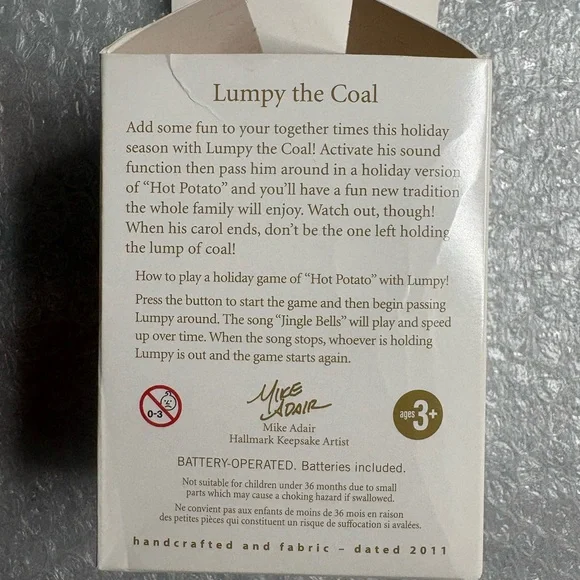 Lumpy the Coal
Add some fun to your together times this holiday
season with Lumpy the Coal! Activate his sound
function then pass him around in a holiday version
of “Hot Potato” and you’ll have a fun new tradition
the whole family will enjoy. Watch out, though!
When his carol ends, don’t be the one left holding
the lump of coal!
How to play a holiday game of “Hot Potato” with Lumpy!
Press the button to start the game and then begin passing
Lumpy around. The song “Jingle Bells” will play and speed
up over time. When the song stops, whoever is holding
Lumpy is out and the game starts again.
0-3
MIKE
ADAIR
ages 3+
Mike Adair
Hallmark Keepsake Artist
BATTERY-OPERATED. Batteries included.
Not suitable for children under 36 months due to small
parts which may cause a choking hazard if swallowed.
Ne convient pas aux enfants de moins de 36 mois en raison
des petites pièces qui constituent un risque de suffocation si avalées.
handcrafted and fabric – dated 2011